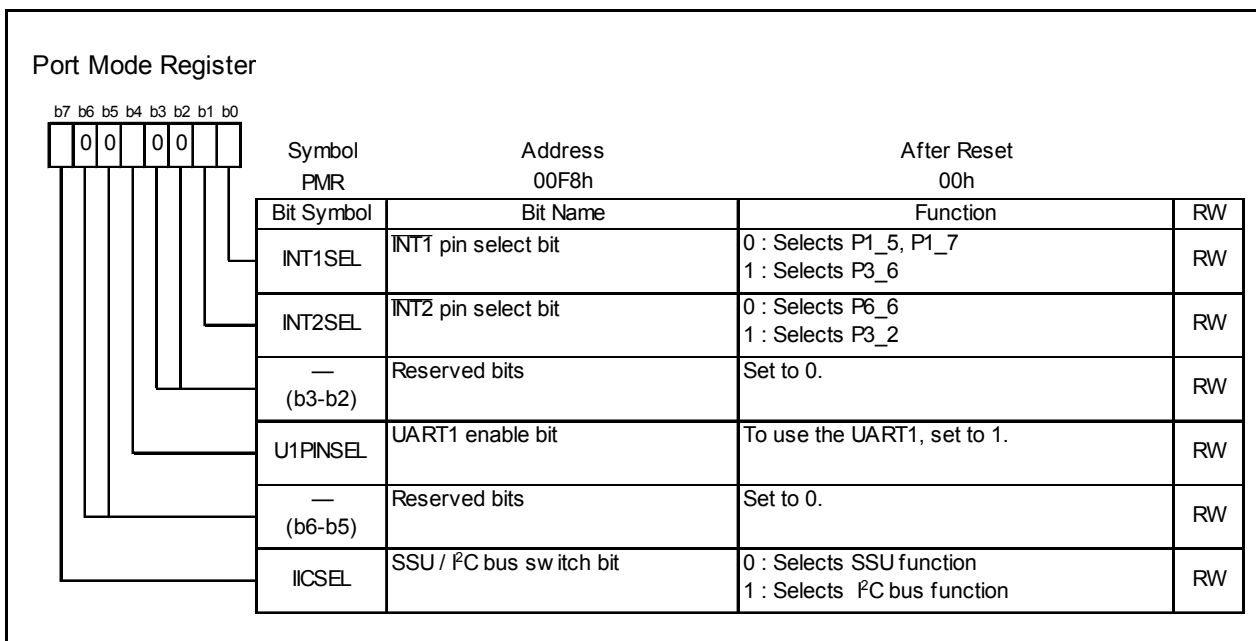 Port Mode Register
b7 b6 b5 b4 b3 b2 b1 b0
0 0 0 0
Symbol Address After Reset
PMR 00F8h 00h
Bit Symbol Bit Name Function RW
INT1SEL INT1 pin select bit 0 : Selects P1_5, P1_7 RW
1 : Selects P3_6
INT2SEL INT2 pin select bit 0 : Selects P6_6 RW
1 : Selects P3_2
— Reserved bits Set to 0. RW
(b3-b2)
U1PINSEL UART1 enable bit To use the UART1, set to 1. RW
— Reserved bits Set to 0. RW
(b6-b5)
IICSEL SSU / I²C bus switch bit 0 : Selects SSU function RW
1 : Selects I²C bus function